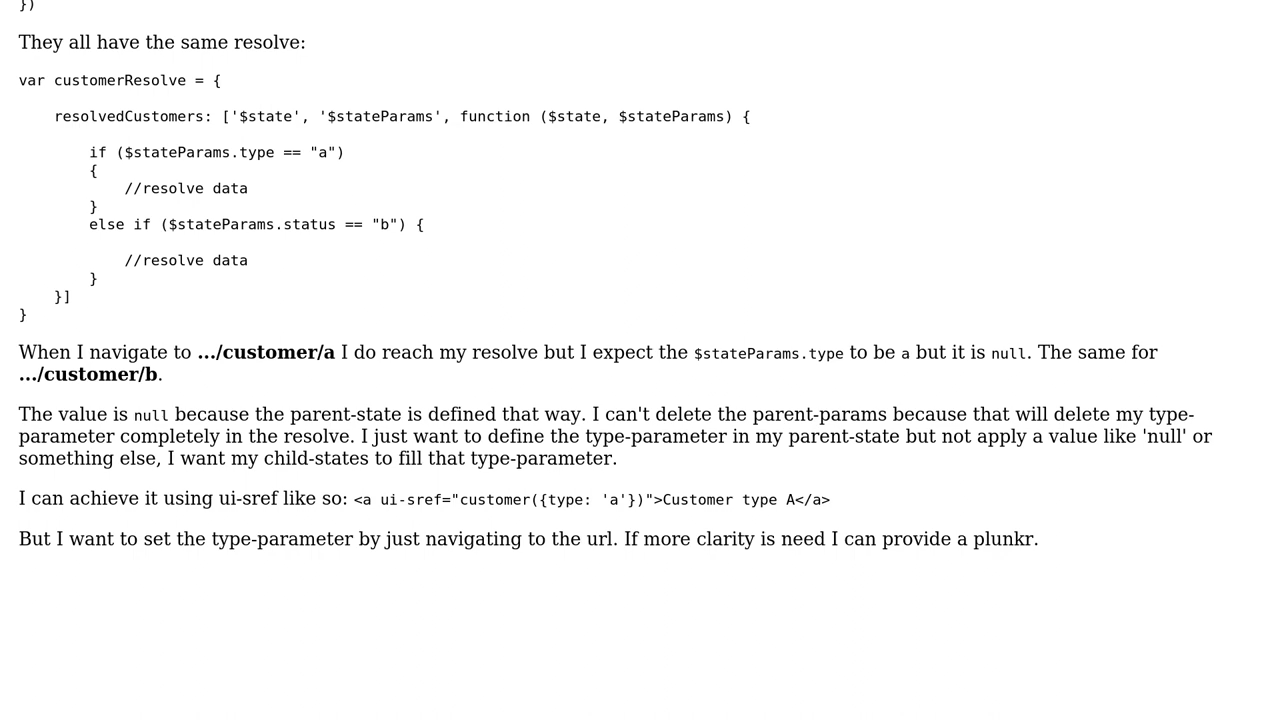 })
They all have the same resolve:
var customerResolve = {
resolvedCustomers: ['$state', '$stateParams', function ($state, $stateParams) {
if ($stateParams.type == "a")
{
//resolve data
}
else if ($stateParams.status == "b") {
//resolve data
}
}]
}
When I navigate to .../customer/a I do reach my resolve but I expect the $stateParams.type to be a but it is null. The same for
.../customer/b.
The value is null because the parent-state is defined that way. I can't delete the parent-params because that will delete my type-
parameter completely in the resolve. I just want to define the type-parameter in my parent-state but not apply a value like 'null' or
something else, I want my child-states to fill that type-parameter.
I can achieve it using ui-sref like so: <a ui-sref="customer({type: 'a'})">Customer type A</a>
But I want to set the type-parameter by just navigating to the url. If more clarity is need I can provide a plunkr.